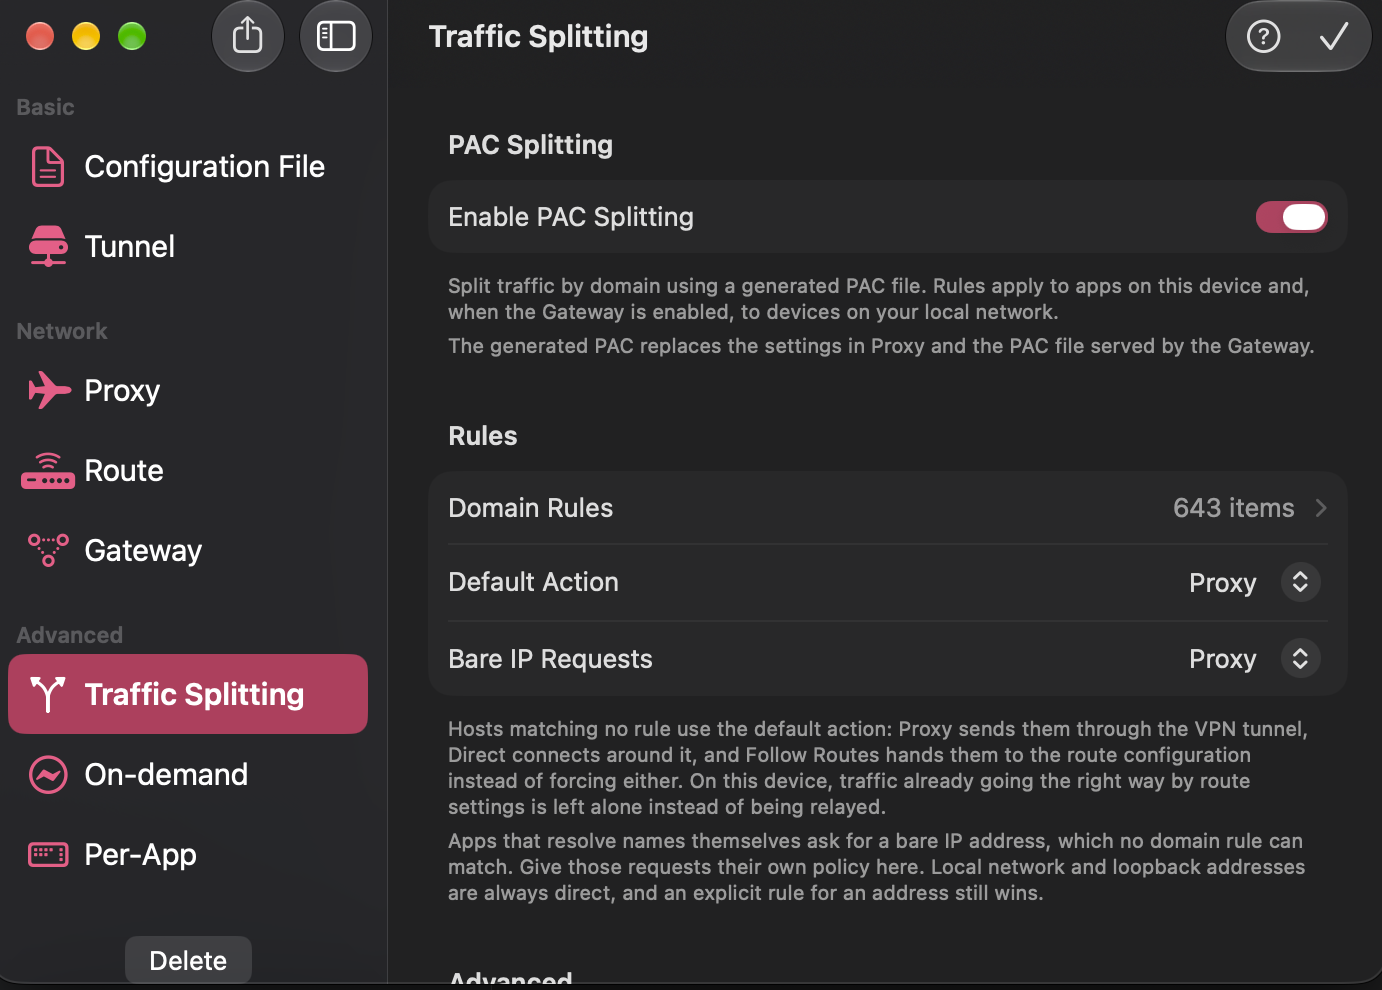 Traffic Splitting
Basic
Configuration File
Tunnel
Network
Proxy
Route
Gateway
Advanced
Traffic Splitting
On-demand
Per-App
Delete
PAC Splitting
Enable PAC Splitting
Split traffic by domain using a generated PAC file. Rules apply to apps on this device and,
when the Gateway is enabled, to devices on your local network.
The generated PAC replaces the settings in Proxy and the PAC file served by the Gateway.
Rules
Domain Rules 643 items
Default Action Proxy
Bare IP Requests Proxy
Hosts matching no rule use the default action: Proxy sends them through the VPN tunnel,
Direct connects around it, and Follow Routes hands them to the route configuration
instead of forcing either. On this device, traffic already going the right way by route
settings is left alone instead of being relayed.
Apps that resolve names themselves ask for a bare IP address, which no domain rule can
match. Give those requests their own policy here. Local network and loopback addresses
are always direct, and an explicit rule for an address still wins.
Advanced